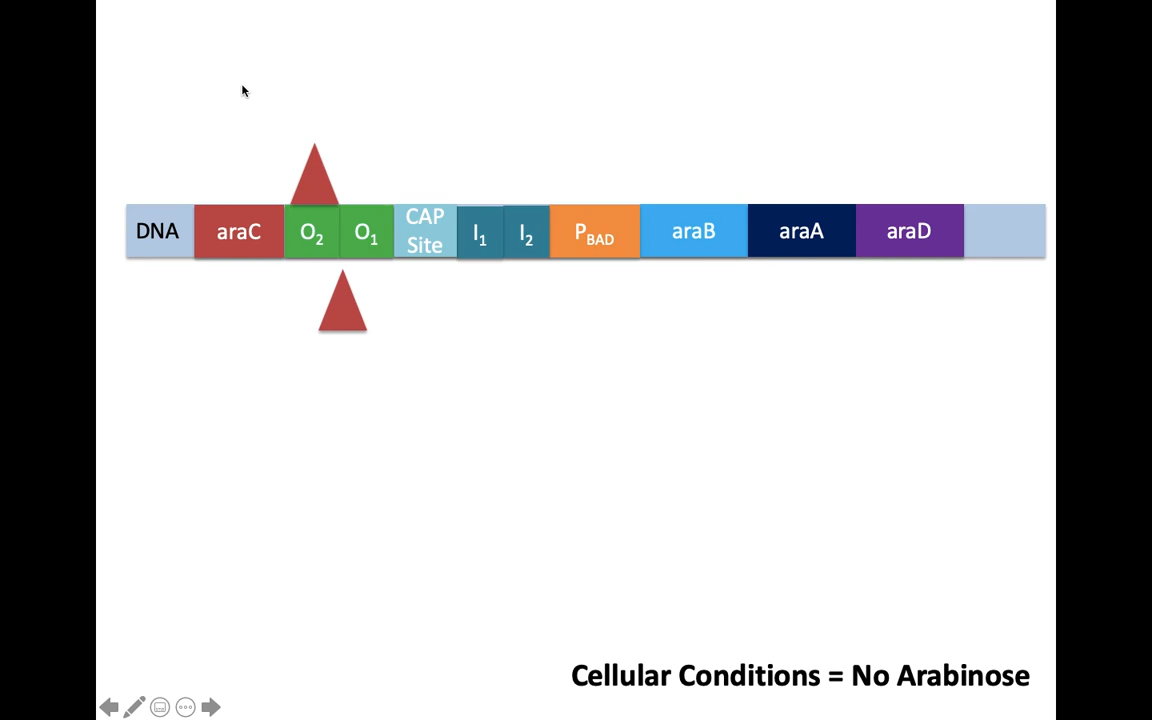 DNA
araC
O2
O1
CAP
Site
I1
I2
PBAD
araB
araA
araD
Cellular Conditions = No Arabinose